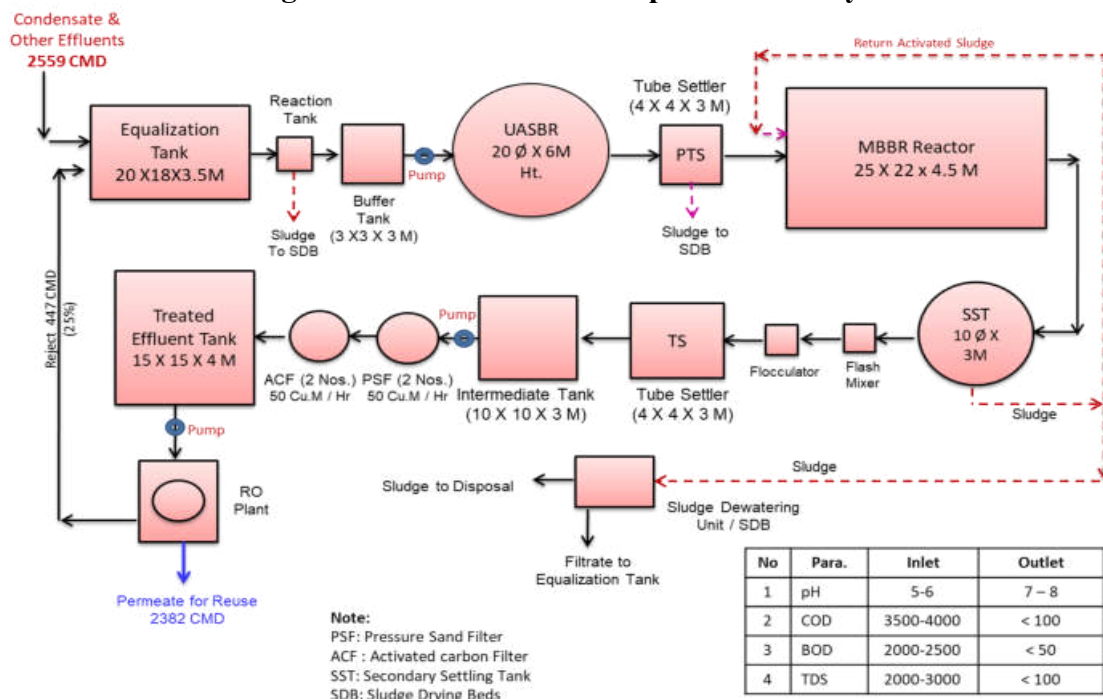 Condensate &
Other Effluents
2559 CMD
Equalization
Tank
20 X18X3.5M
Reaction
Tank
Sludge
To SDB
Buffer
Tank
(3 X3 X 3 M)
Pump
UASBR
20 Ø X 6M
Ht.
Tube Settler
(4 X 4 X 3 M)
PTS
Sludge to
SDB
Return Activated Sludge
MBBR Reactor
25 X 22 x 4.5 M
Reject 447 CMD
(25%)
Treated
Effluent Tank
15 X 15 X 4 M
ACF (2 Nos.)
50 Cu.M / Hr
PSF (2 Nos.)
50 Cu.M / Hr
Pump
Intermediate Tank
(10 X 10 X 3 M)
TS
Tube Settler
(4 X 4 X 3 M)
Flocculator
Flash
Mixer
SST
10 Ø X
3M
Sludge
Pump
RO
Plant
Permeate for Reuse
2382 CMD
Sludge to Disposal
Sludge
Sludge Dewatering
Unit / SDB
Filtrate to
Equalization Tank
Note:
PSF: Pressure Sand Filter
ACF : Activated carbon Filter
SST: Secondary Settling Tank
SDB: Sludge Drying Beds
No Para. Inlet Outlet
1 pH 5-6 7 – 8
2 COD 3500-4000 < 100
3 BOD 2000-2500 < 50
4 TDS 2000-3000 < 100